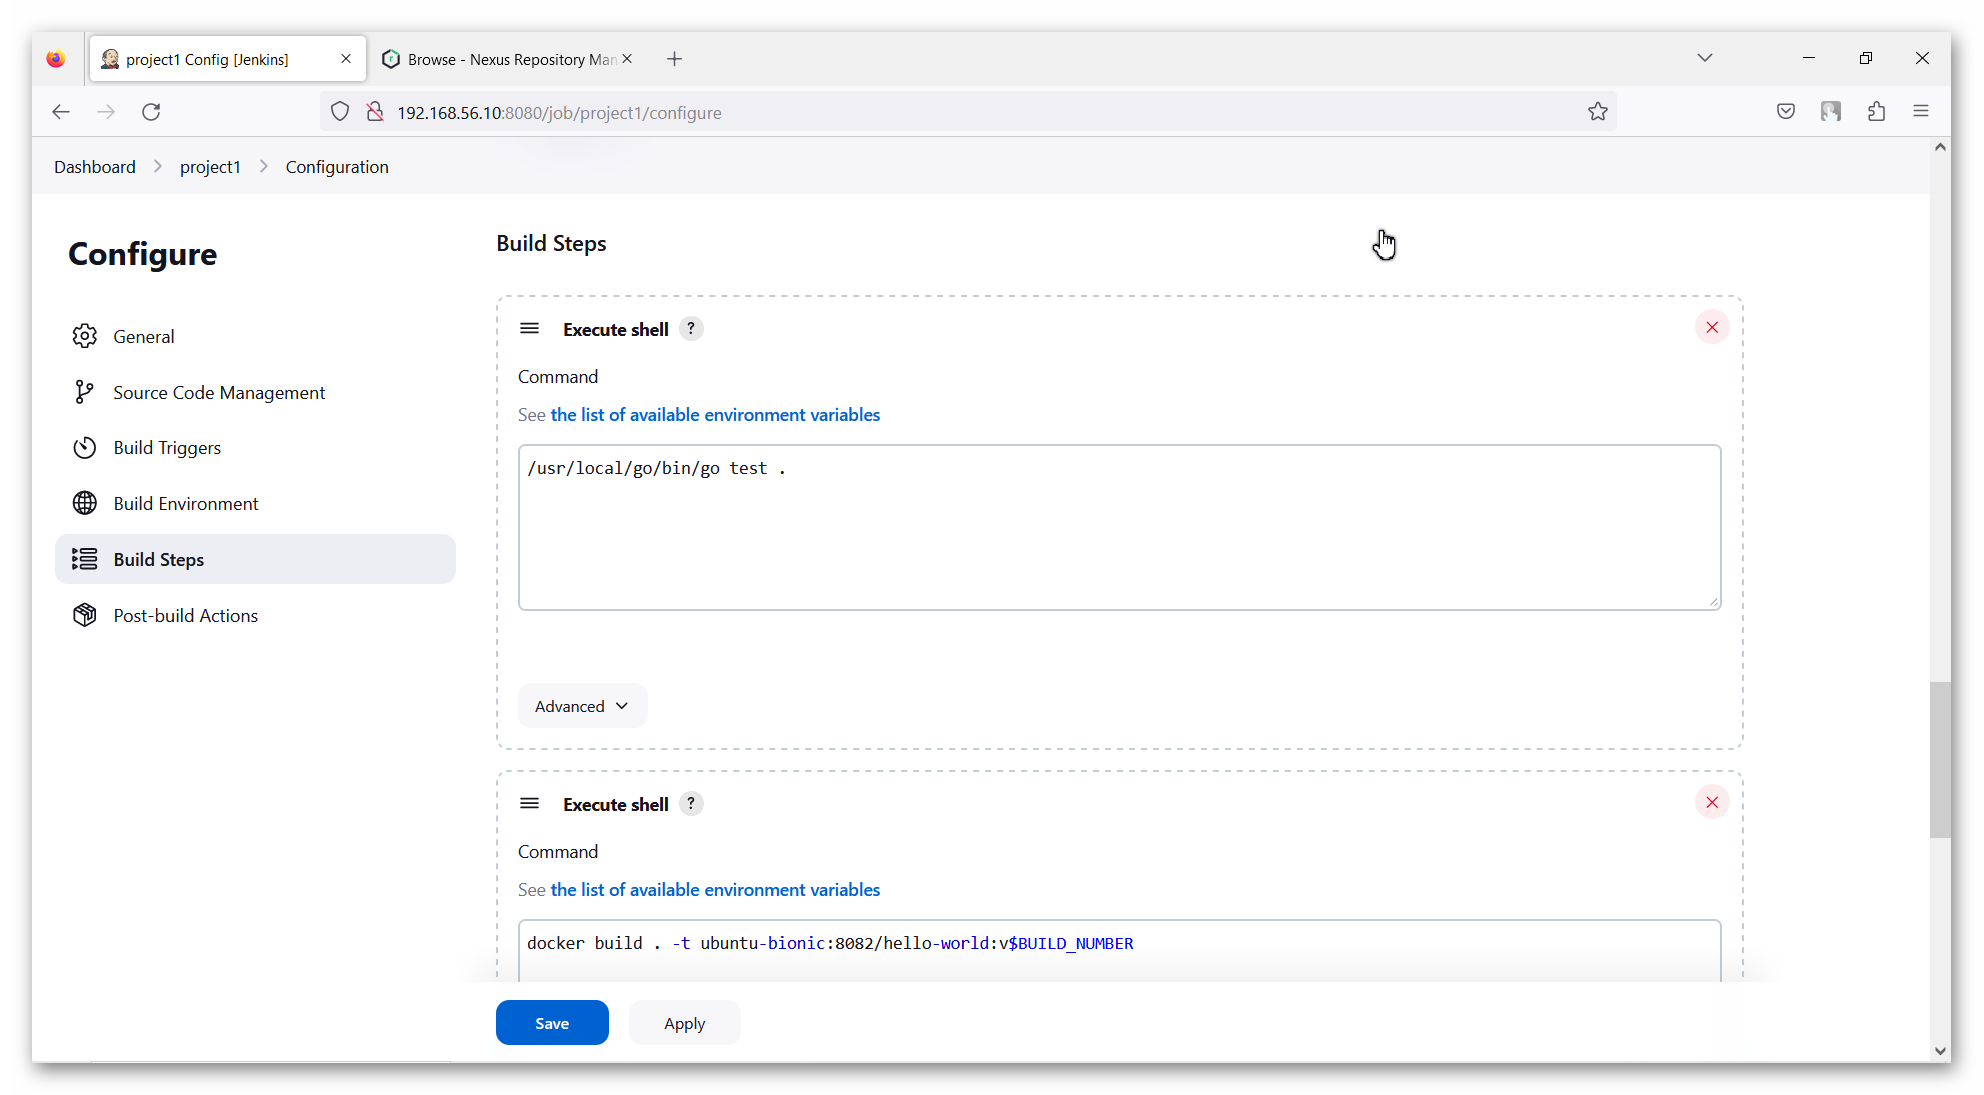 project1 Config [Jenkins]
Browse - Nexus Repository Man
192.168.56.10:8080/job/project1/configure
Dashboard
project1
Configuration
Configure
General
Source Code Management
Build Triggers
Build Environment
Build Steps
Post-build Actions
Build Steps
Execute shell ?
Command
See the list of available environment variables
/usr/local/go/bin/go test .
Advanced
Execute shell ?
Command
See the list of available environment variables
docker build . -t ubuntu-bionic:8082/hello-world:v$BUILD_NUMBER
Save
Apply